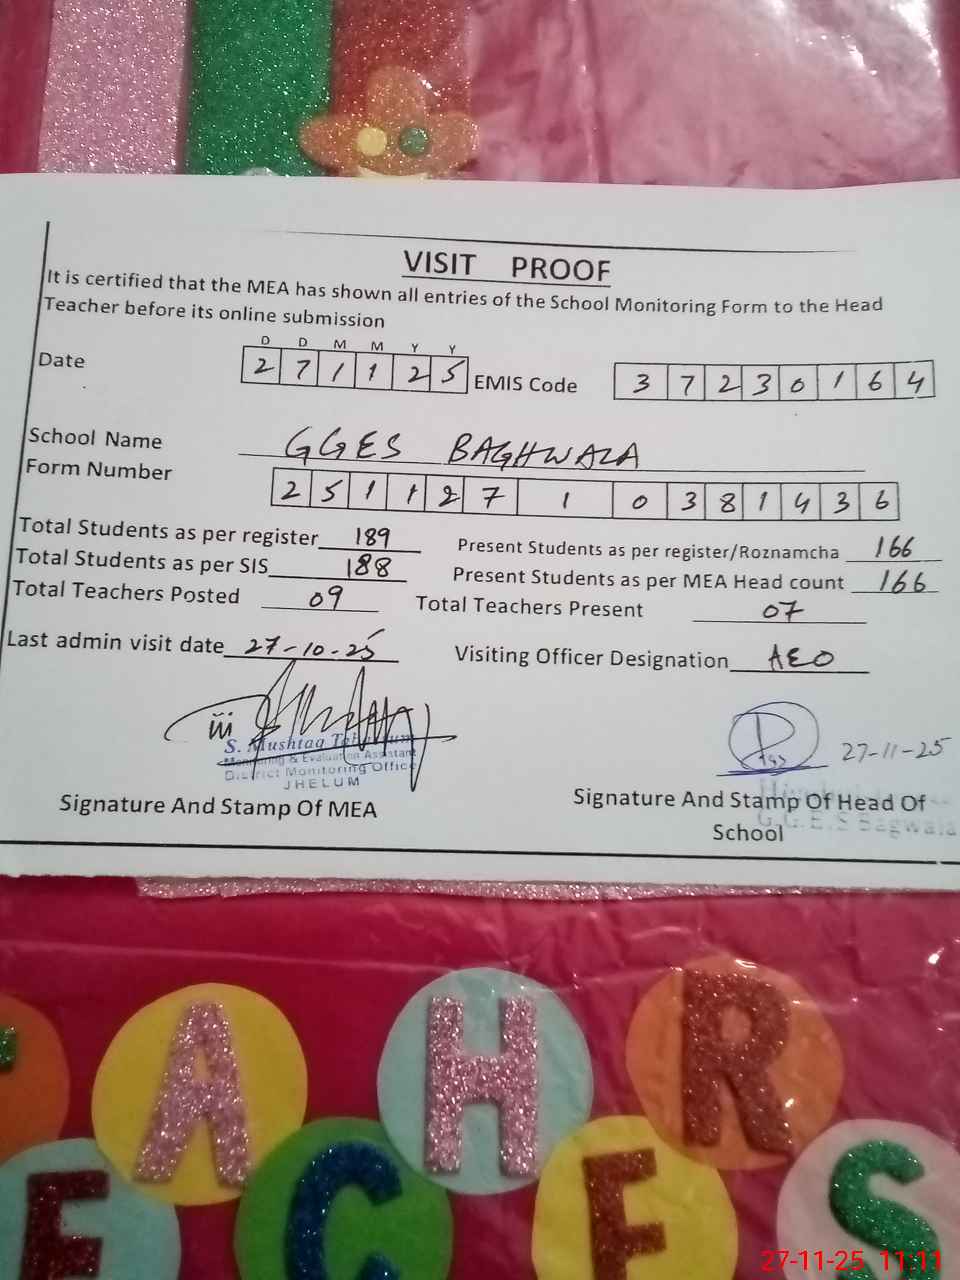 VISIT PROOF
It is certified that the MEA has shown all entries of the School Monitoring Form to the Head
Teacher before its online submission
D D M M Y Y
Date 2 7 1 1 2 5 EMIS Code 3 7 2 3 0 1 6 4
School Name GGES BAGHWALA
Form Number 2 5 1 1 2 7 1 0 3 8 1 4 3 6
Total Students as per register 189 Present Students as per register/Roznamcha 166
Total Students as per SIS 188 Present Students as per MEA Head count 166
Total Teachers Posted 09 Total Teachers Present 07
Last admin visit date 27-10-25 Visiting Officer Designation AEO
S. Mushtaq
Monitoring & Evaluation Assistant
District Monitoring Office
JHELUM
27-11-25
Signature And Stamp Of MEA Signature And Stamp Of Head Of
School
G.G.E.S Bagwala
A H R
E C E S
27-11-25 11:11